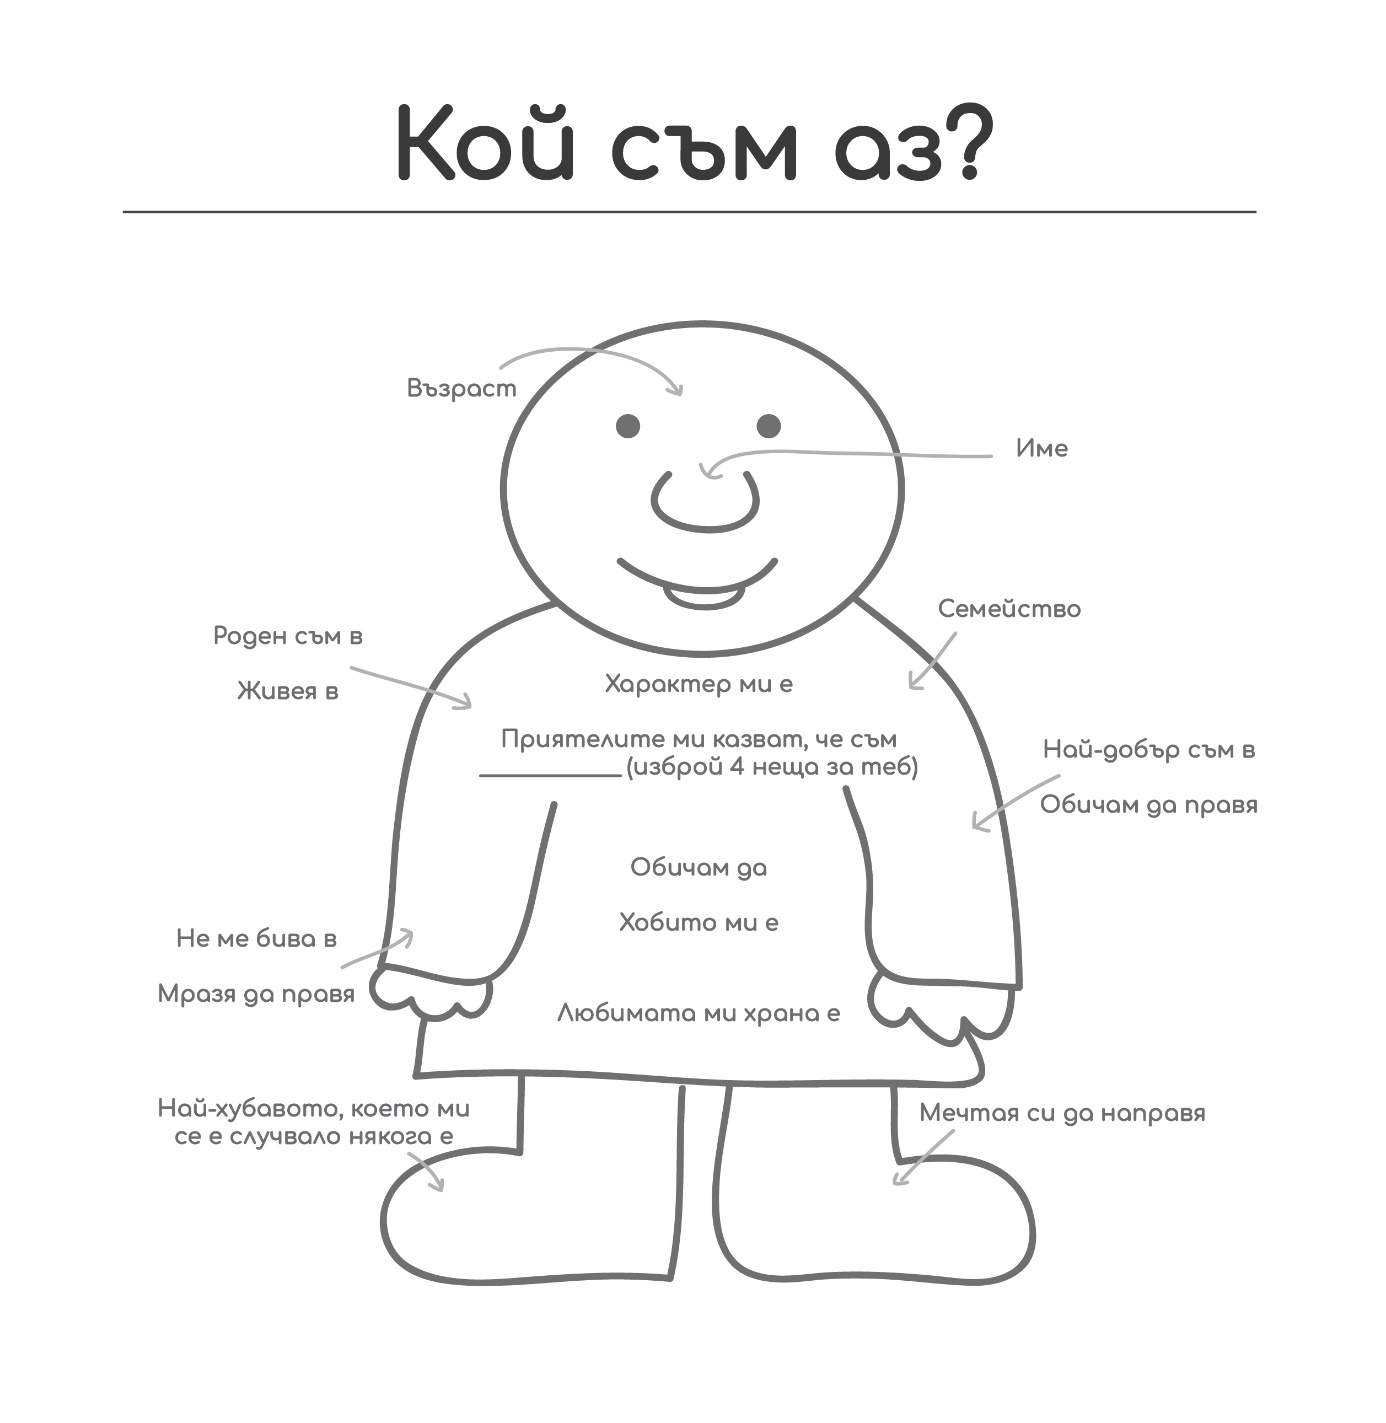 Кой съм аз?
Възраст
Име
Семейство
Роден съм в
Живея в
Характер ми е
Приятелите ми казват, че съм
____________ (изброй 4 неща за теб)
Най-добър съм в
Обичам да правя
Обичам да
Хобито ми е
Не ме бива в
Мразя да правя
Любимата ми храна е
Най-хубавото, което ми
се е случвало някога е
Мечтая си да направя